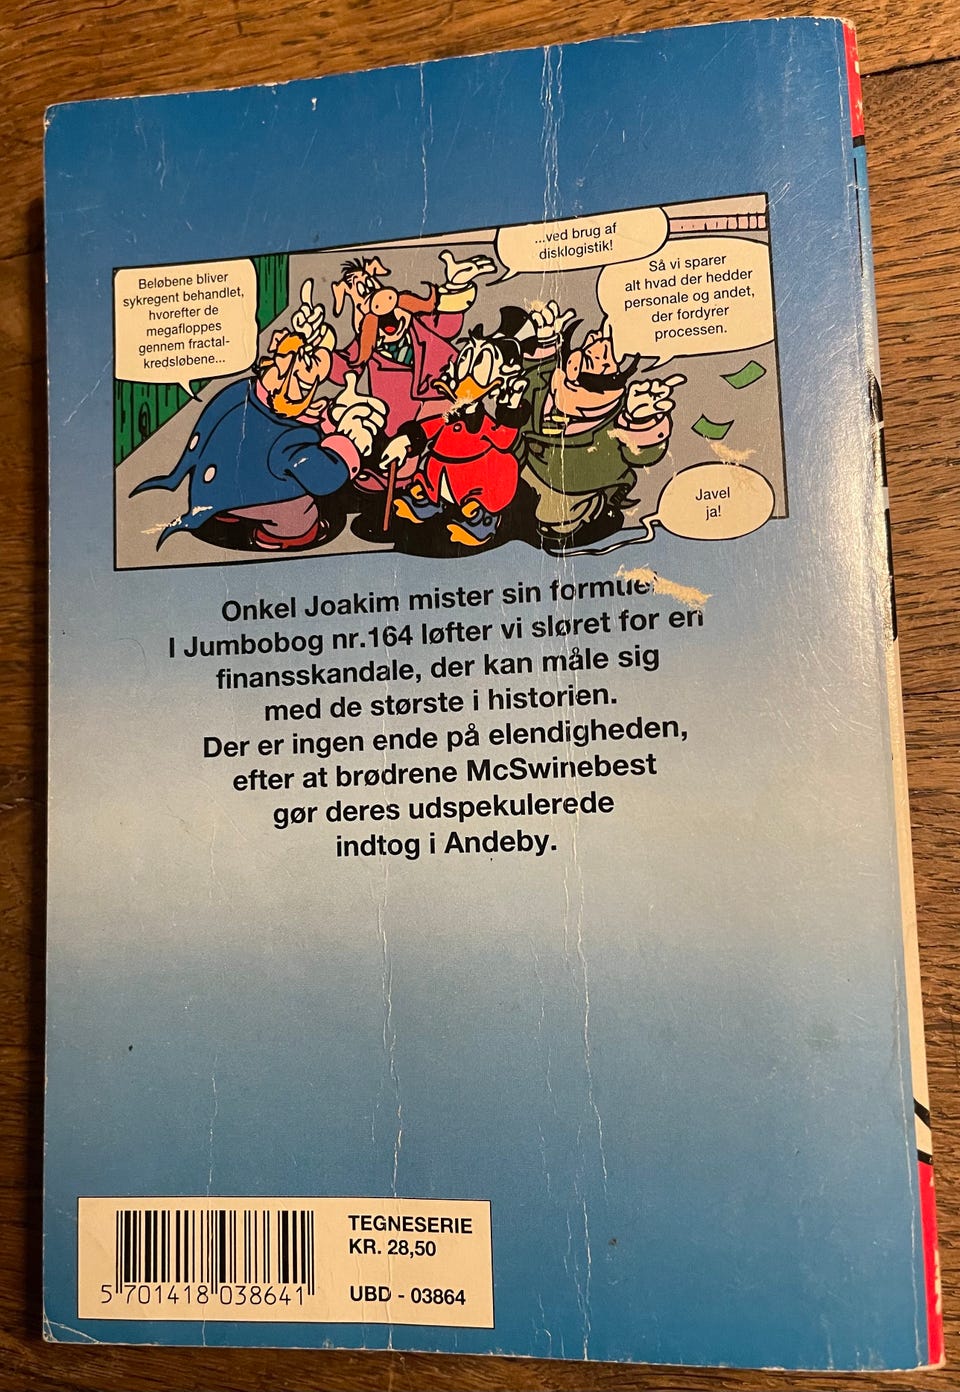 Beløbene bliver
sykregent behandlet,
hvorefter de
megafloppes
gennem fractal-
kredsløbene...
...ved brug af
disklogistik!
Så vi sparer
alt hvad der hedder
personale og andet,
der fordyrer
processen.
Javel
ja!
Onkel Joakim mister sin formue.
I Jumbobog nr.164 løfter vi sløret for en
finansskandale, der kan måle sig
med de største i historien.
Der er ingen ende på elendigheden,
efter at brødrene McSwinebest
gør deres udspekulerede
indtog i Andeby.
TEGNESERIE
KR. 28,50
UBD - 03864
5 701418 038641